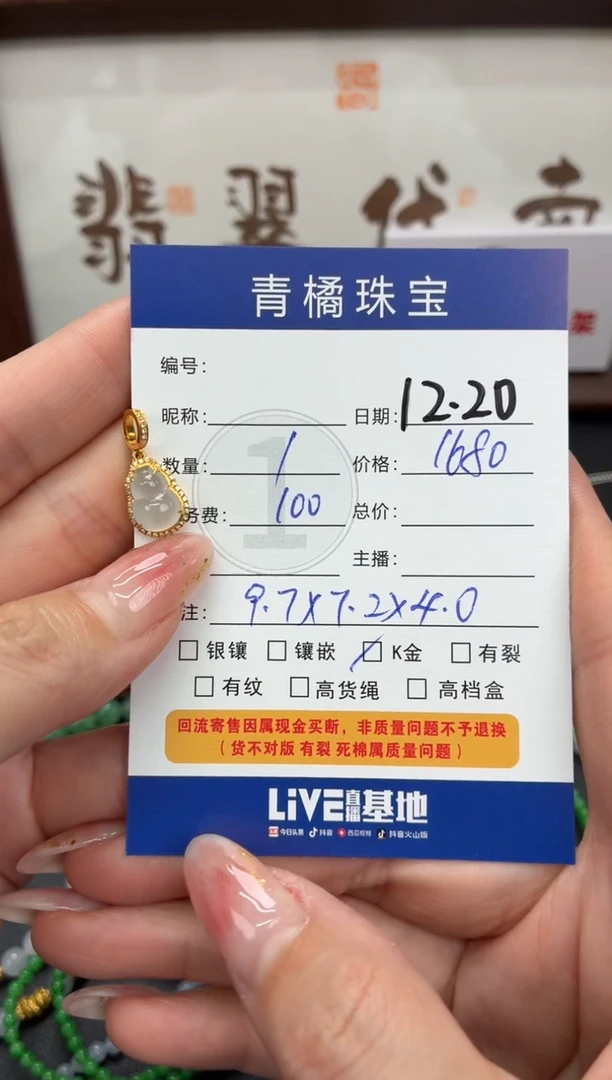 翡翠代卖
青橘珠宝
编号:
昵称: 日期: 12.20
数量: 1 价格: 1680
务费: 100 总价:
主播:
注: 9.7X7.2X4.0
银镶 镶嵌 K金 有裂
有纹 高货绳 高档盒
回流寄售因属现金买断，非质量问题不予退换
（货不对版 有裂 死棉属质量问题）
LiVE直播基地
今日头条 抖音 西瓜视频 抖音火山版